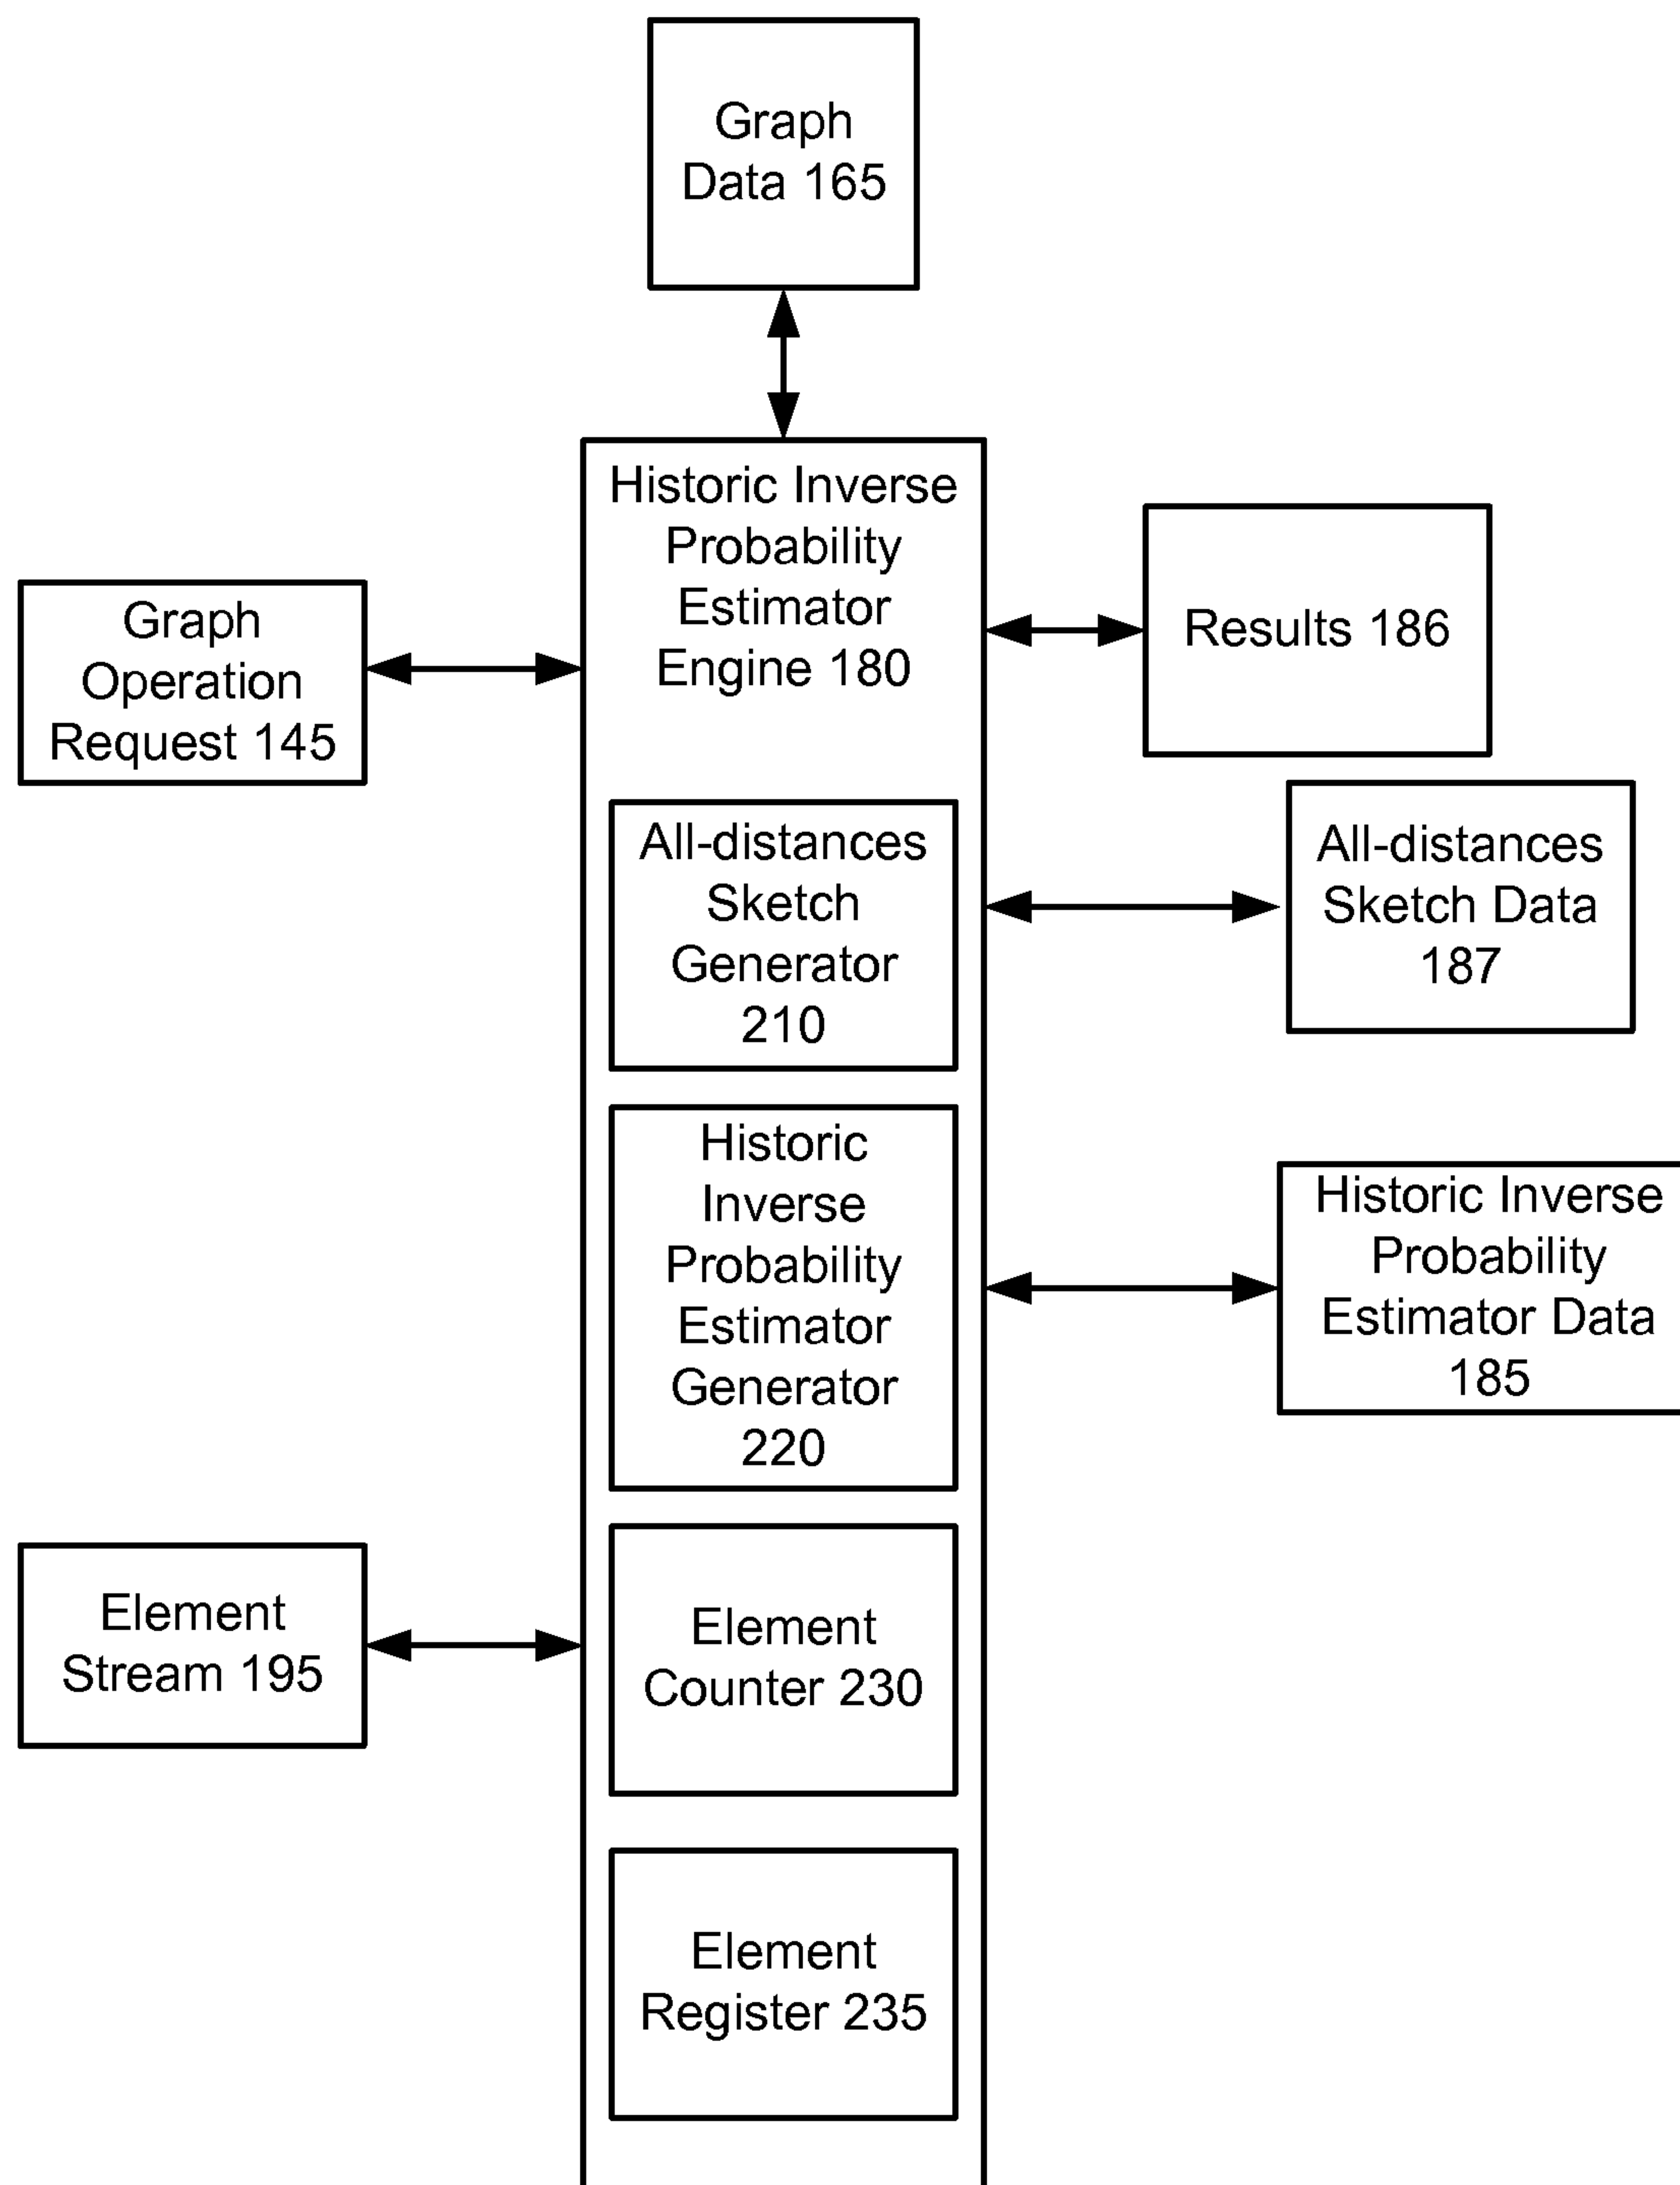 Graph
Data 165
Historic Inverse
Probability
Estimator
Engine 180
Graph
Operation
Request 145
Results 186
All-distances
Sketch
Generator
210
All-distances
Sketch Data
187
Historic
Inverse
Probability
Estimator
Generator
220
Historic Inverse
Probability
Estimator Data
185
Element
Stream 195
Element
Counter 230
Element
Register 235